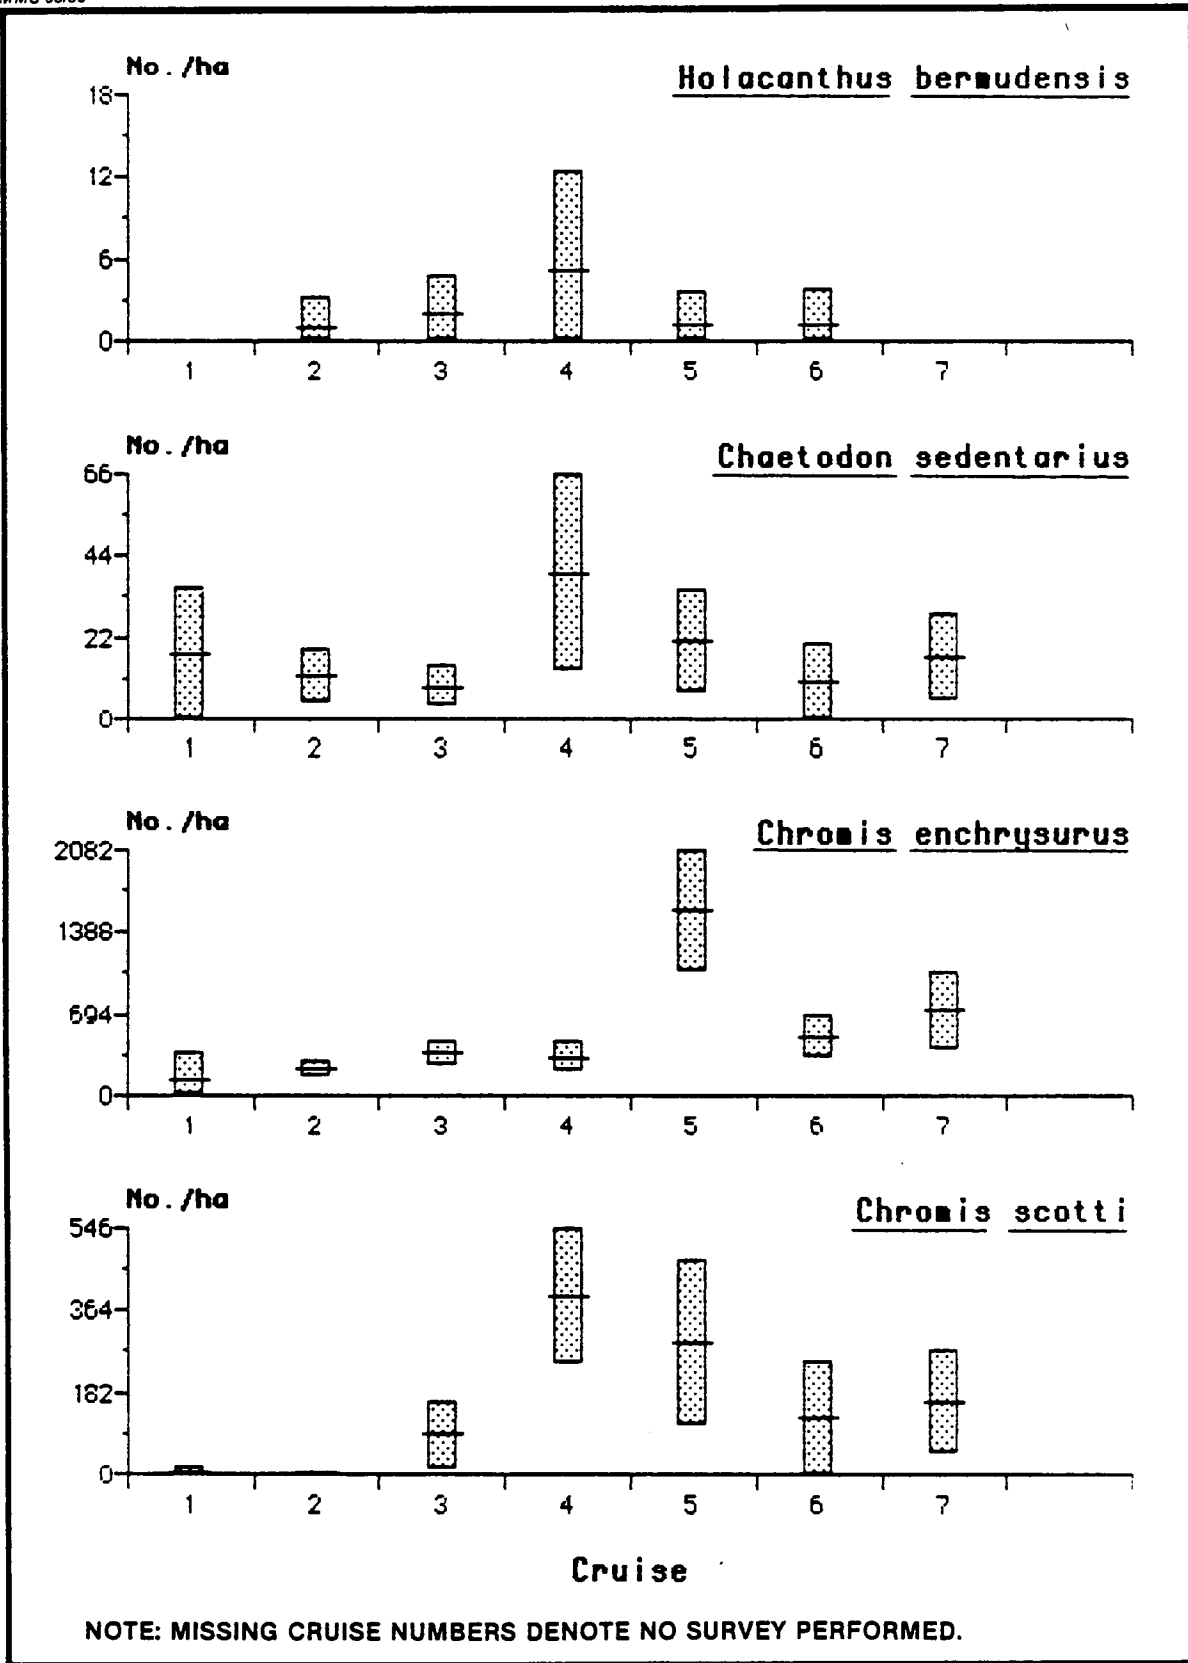 No./ha
Holacanthus bermudensis
18
12
6
0
1 2 3 4 5 6 7
No./ha
Chaetodon sedentarius
66
44
22
0
1 2 3 4 5 6 7
No./ha
Chromis enchrysurus
2082
1388
694
0
1 2 3 4 5 6 7
No./ha
Chromis scotti
546
364
182
0
1 2 3 4 5 6 7
Cruise
NOTE: MISSING CRUISE NUMBERS DENOTE NO SURVEY PERFORMED.